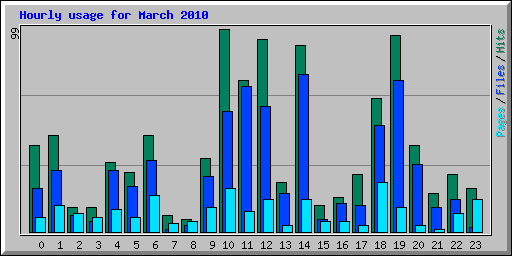 Hourly usage for March 2010
99
Pages/Files/Hits
0 1 2 3 4 5 6 7 8 9 10 11 12 13 14 15 16 17 18 19 20 21 22 23